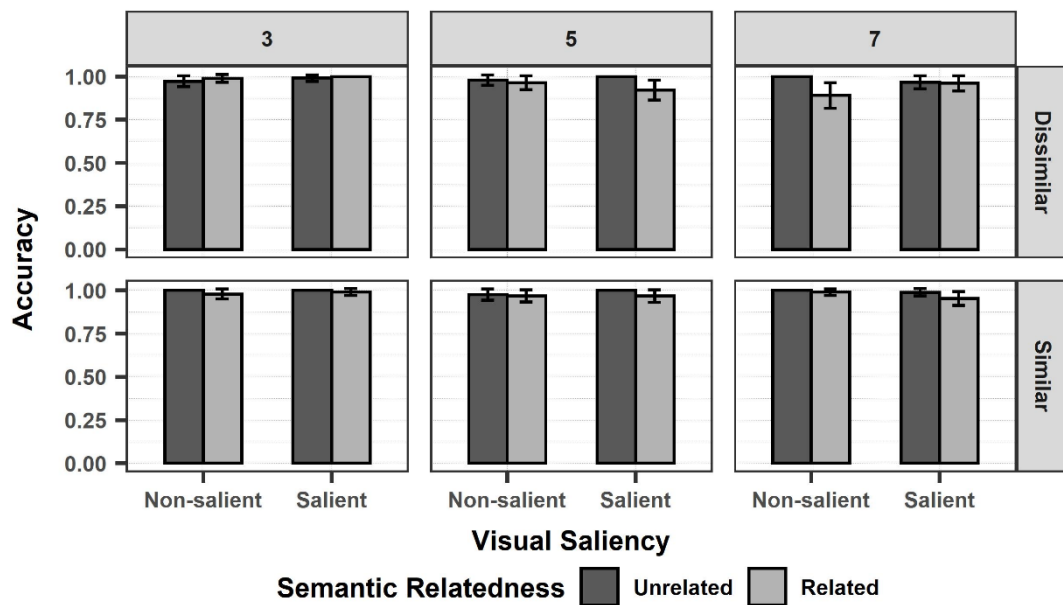 3 5 7
1.00
0.75
0.50
0.25
0.00
Dissimilar
Accuracy
1.00
0.75
0.50
0.25
0.00
Similar
Non-salient Salient Non-salient Salient Non-salient Salient
Visual Saliency
Semantic Relatedness Unrelated Related